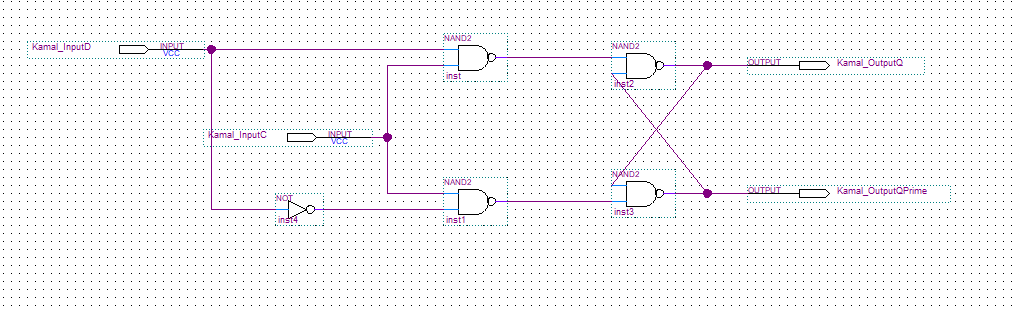 Kamal_InputD
INPUT
VCC
NAND2
inst
NAND2
inst2
OUTPUT
Kamal_OutputQ
Kamal_InputC
INPUT
VCC
NOT
inst4
NAND2
inst1
NAND2
inst3
OUTPUT
Kamal_OutputQPrime